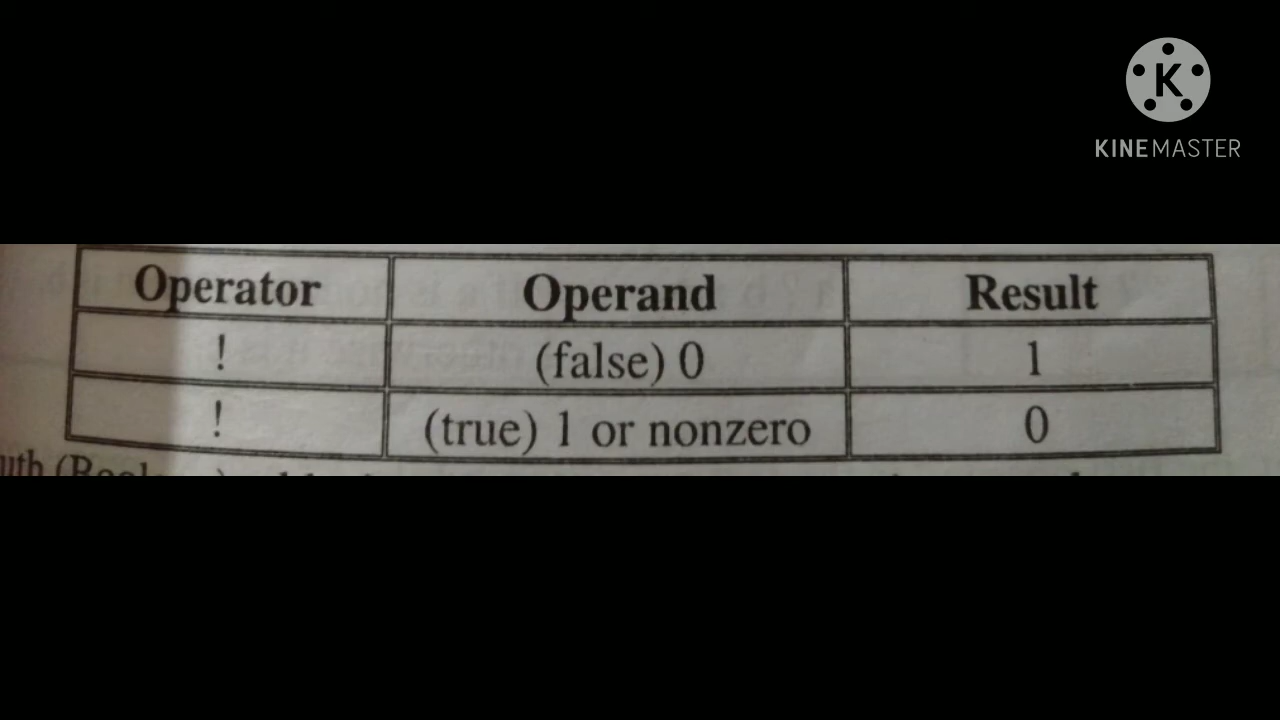 KINEMASTER
Operator Operand Result
! (false) 0 1
! (true) 1 or nonzero 0